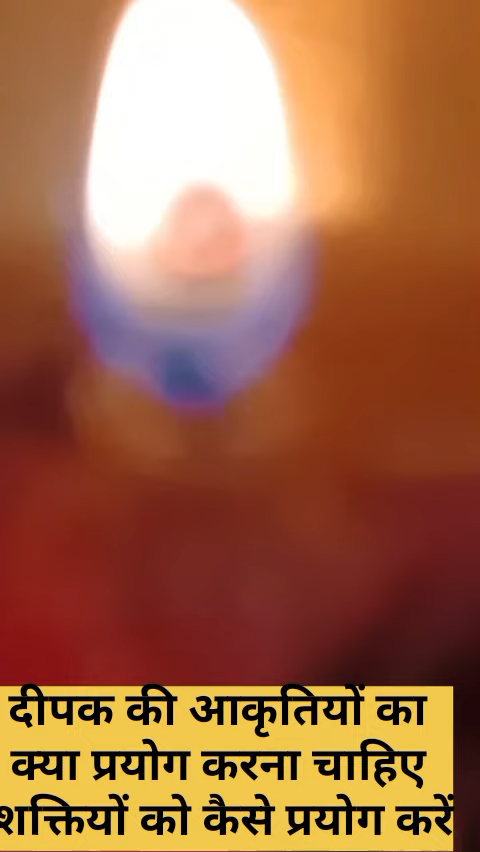 दीपक की आकृतियों का
क्या प्रयोग करना चाहिए
शक्तियों को कैसे प्रयोग करें